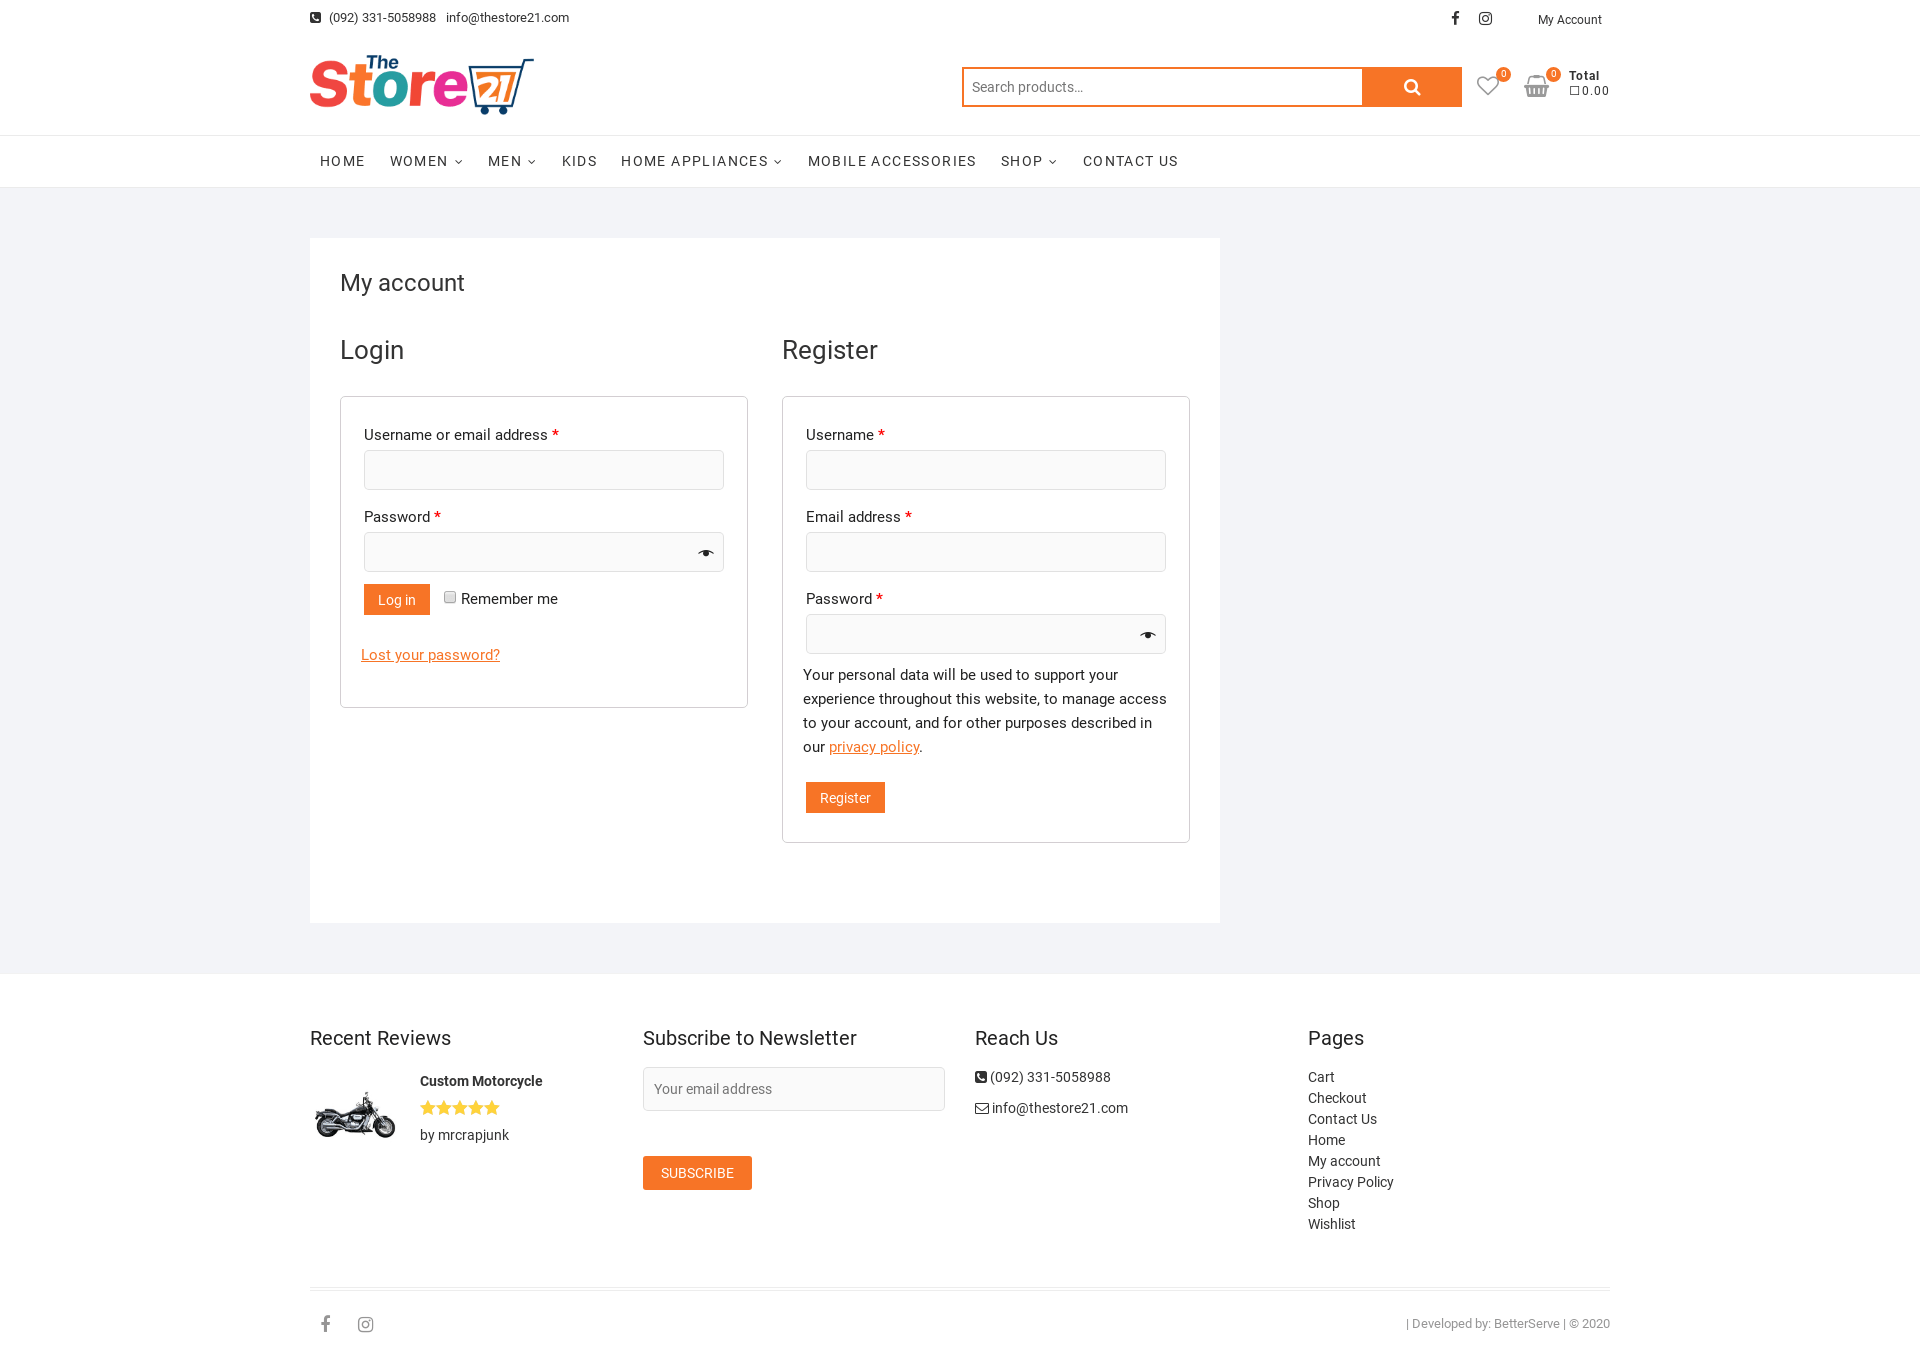 (092) 331-5058988 info@thestore21.com
My Account
The Store 21
Search products…
0
0
Total
☐0.00
HOME WOMEN MEN KIDS HOME APPLIANCES MOBILE ACCESSORIES SHOP CONTACT US
My account
Login
Username or email address *
Password *
Log in Remember me
Lost your password?
Register
Username *
Email address *
Password *
Your personal data will be used to support your
experience throughout this website, to manage access
to your account, and for other purposes described in
our privacy policy.
Register
Recent Reviews
Custom Motorcycle
by mrcrapjunk
Subscribe to Newsletter
Your email address
SUBSCRIBE
Reach Us
(092) 331-5058988
info@thestore21.com
Pages
Cart
Checkout
Contact Us
Home
My account
Privacy Policy
Shop
Wishlist
| Developed by: BetterServe | © 2020